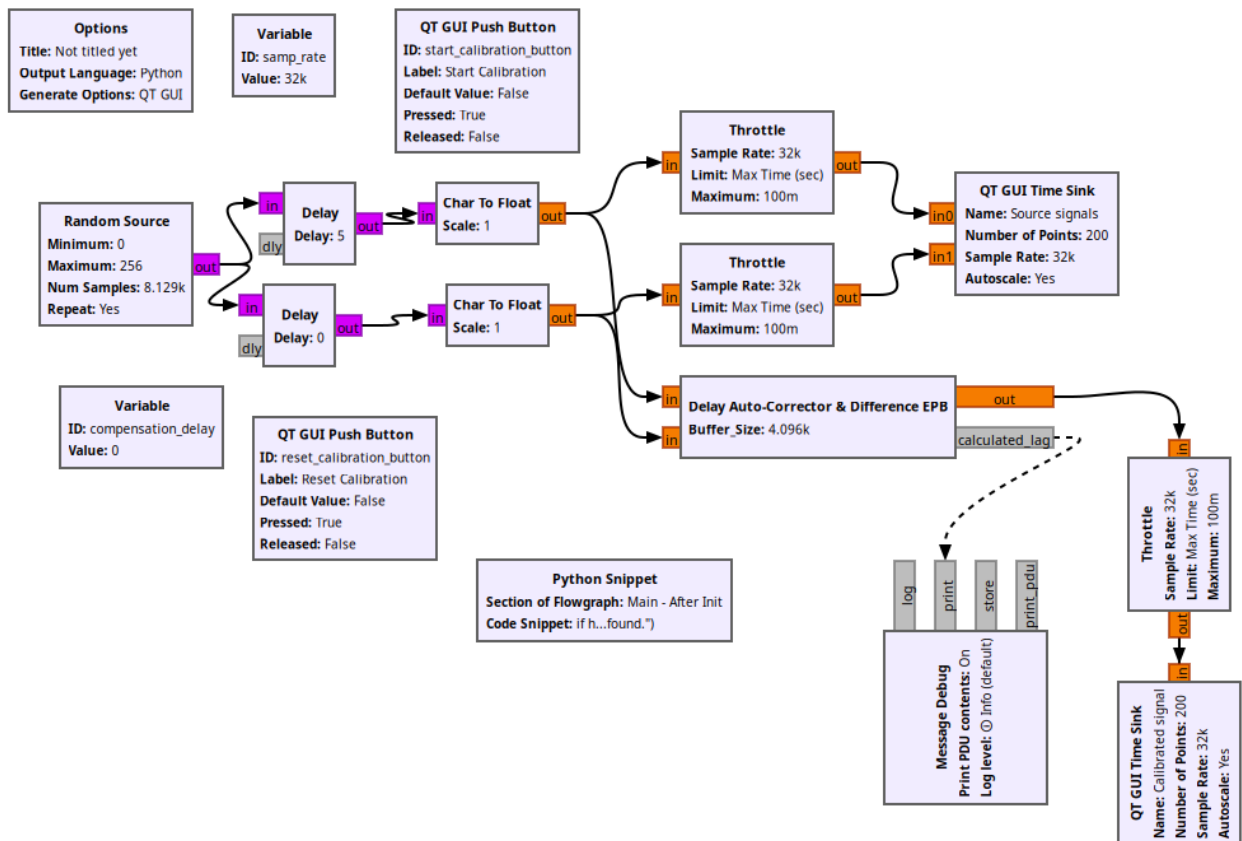 Options
Title: Not titled yet
Output Language: Python
Generate Options: QT GUI
Variable
ID: samp_rate
Value: 32k
QT GUI Push Button
ID: start_calibration_button
Label: Start Calibration
Default Value: False
Pressed: True
Released: False
Random Source
Minimum: 0
Maximum: 256
Num Samples: 8.129k
Repeat: Yes
out
in
dly
Delay
Delay: 5
out
in
Char To Float
Scale: 1
out
in
dly
Delay
Delay: 0
out
in
Char To Float
Scale: 1
out
in
Throttle
Sample Rate: 32k
Limit: Max Time (sec)
Maximum: 100m
out
in
Throttle
Sample Rate: 32k
Limit: Max Time (sec)
Maximum: 100m
out
in0
in1
QT GUI Time Sink
Name: Source signals
Number of Points: 200
Sample Rate: 32k
Autoscale: Yes
in
in
Delay Auto-Corrector & Difference EPB
Buffer_Size: 4.096k
out
calculated_lag
Variable
ID: compensation_delay
Value: 0
QT GUI Push Button
ID: reset_calibration_button
Label: Reset Calibration
Default Value: False
Pressed: True
Released: False
Python Snippet
Section of Flowgraph: Main - After Init
Code Snippet: if h...found.")
log
print
store
print_pdu
Message Debug
Print PDU contents: On
Log level: ⓘ Info (default)
in
Throttle
Sample Rate: 32k
Limit: Max Time (sec)
Maximum: 100m
out
in
QT GUI Time Sink
Name: Calibrated signal
Number of Points: 200
Sample Rate: 32k
Autoscale: Yes